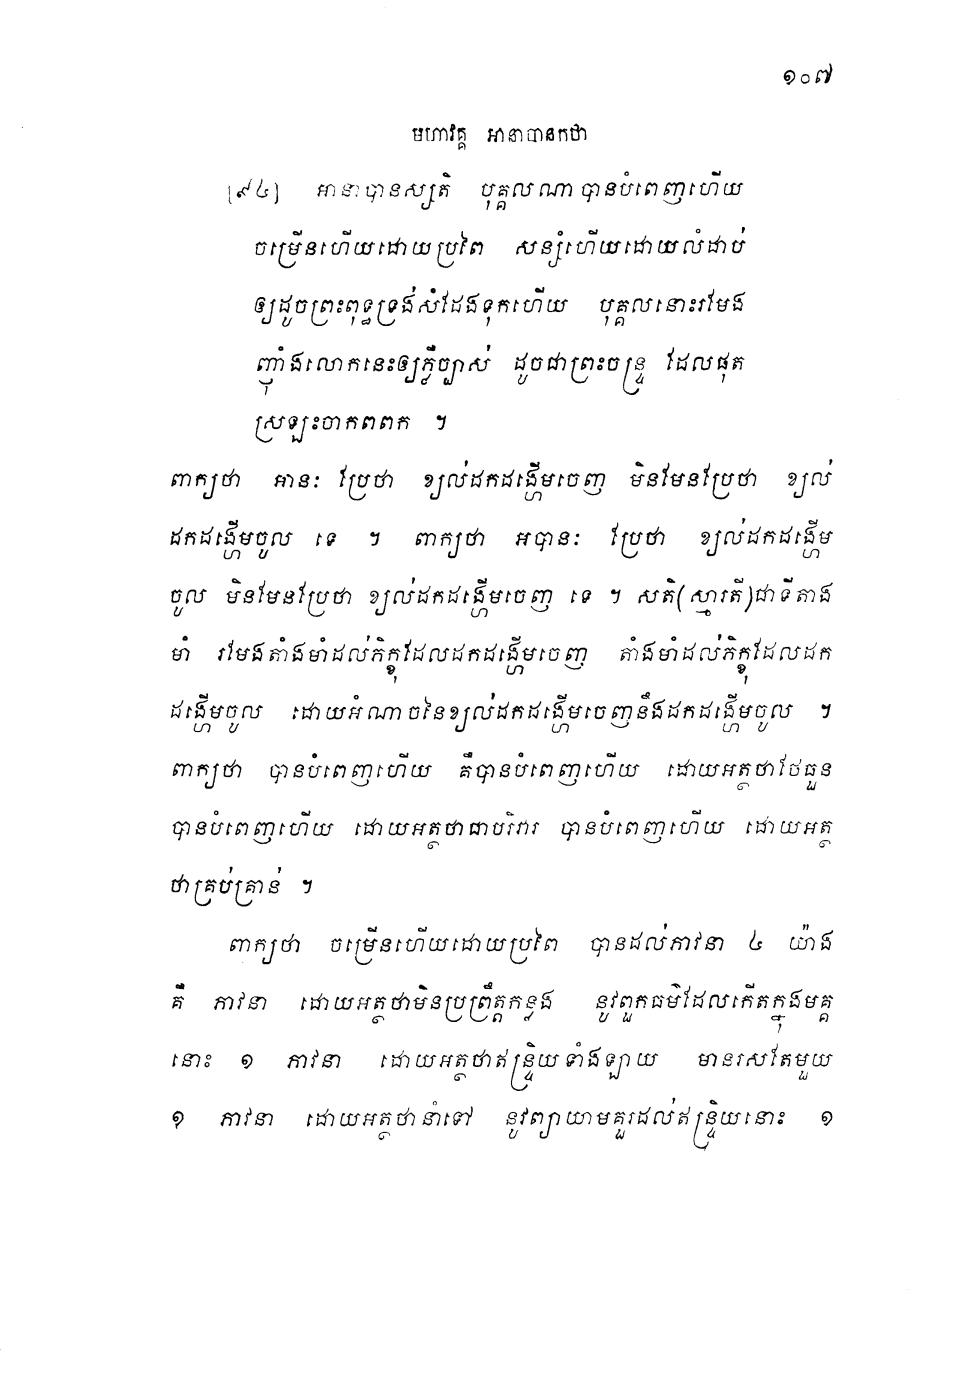 ១០៧
មហាវគ្គ អានាបានកថា
[៩៤] អានាបានស្សតិ បុគ្គលណាបានបំពេញហើយ
ចម្រើនហើយដោយប្រពៃ សន្សំហើយដោយលំដាប់
ឲ្យដូចព្រះពុទ្ធទ្រង់សំដែងទុកហើយ បុគ្គលនោះរមែង
ញ៉ាំងលោកនេះឲ្យភ្លឺច្បាស់ ដូចជាព្រះចន្ទ្រ ដែលផុត
ស្រឡះចាកពពក ។
ពាក្យថា អានៈ ប្រែថា ខ្យល់ដកដង្ហើមចេញ មិនមែនប្រែថា ខ្យល់
ដកដង្ហើមចូល ទេ ។ ពាក្យថា អបានៈ ប្រែថា ខ្យល់ដកដង្ហើម
ចូល មិនមែនប្រែថា ខ្យល់ដកដង្ហើមចេញ ទេ ។ សតិ(ស្មារតី)ជាទីតាំង
មាំ រមែងតាំងមាំដល់ភិក្ខុដែលដកដង្ហើមចេញ តាំងមាំដល់ភិក្ខុដែលដក
ដង្ហើមចូល ដោយអំណាចនៃខ្យល់ដកដង្ហើមចេញនឹងដកដង្ហើមចូល ។
ពាក្យថា បានបំពេញហើយ គឺបានបំពេញហើយ ដោយអត្ថថាថែធួន
បានបំពេញហើយ ដោយអត្ថថាជាបរិវារ បានបំពេញហើយ ដោយអត្ថ
ថាគ្រប់គ្រាន់ ។
ពាក្យថា ចម្រើនហើយដោយប្រពៃ បានដល់ភាវនា ៤ យ៉ាង
គឺ ភាវនា ដោយអត្ថថាមិនប្រព្រឹត្តកន្លង នូវពួកធម៌ដែលកើតក្នុងមគ្គ
នោះ ១ ភាវនា ដោយអត្ថថាឥន្ទ្រិយទាំងឡាយ មានរសតែមួយ
១ ភាវនា ដោយអត្ថថានាំទៅ នូវព្យាយាមគួរដល់ឥន្ទ្រិយនោះ ១